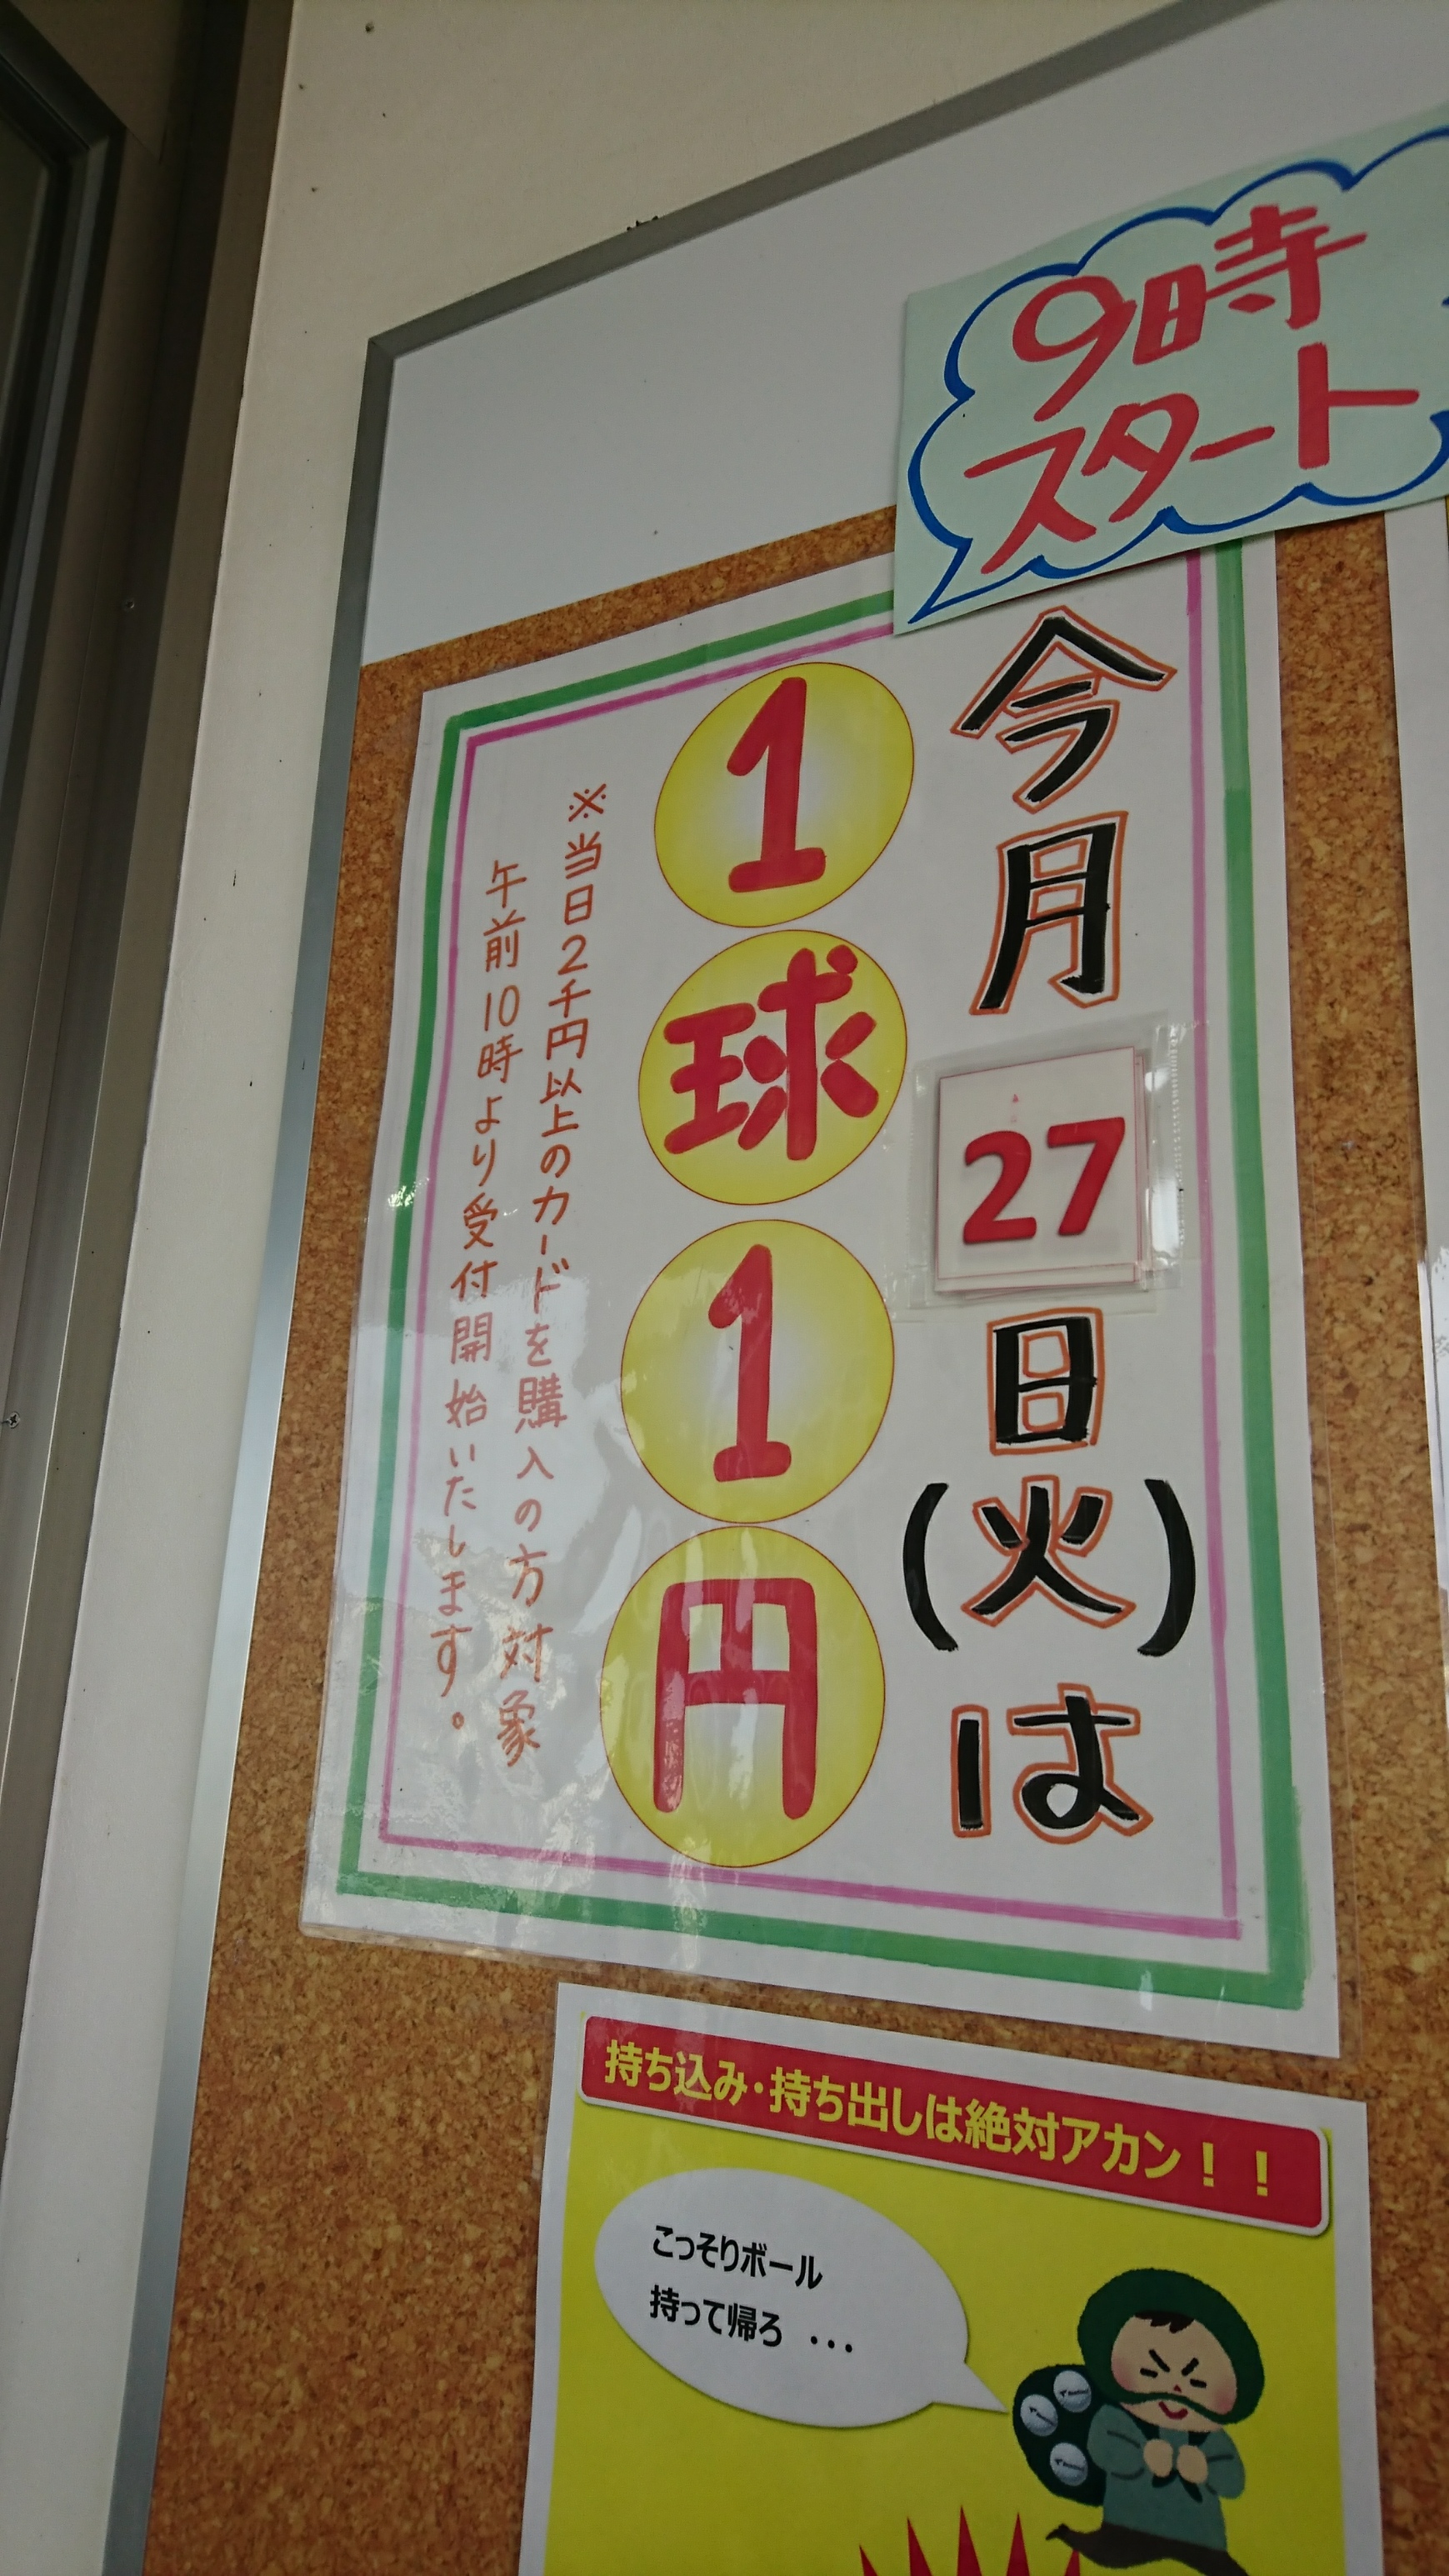 9時
スタート
今月27日(火)は
1球1円
※当日2千円以上のカードを購入の方対象
午前10時より受付開始いたします。
持ち込み・持ち出しは絶対アカン！！
こっそりボール
持って帰ろ ・・・